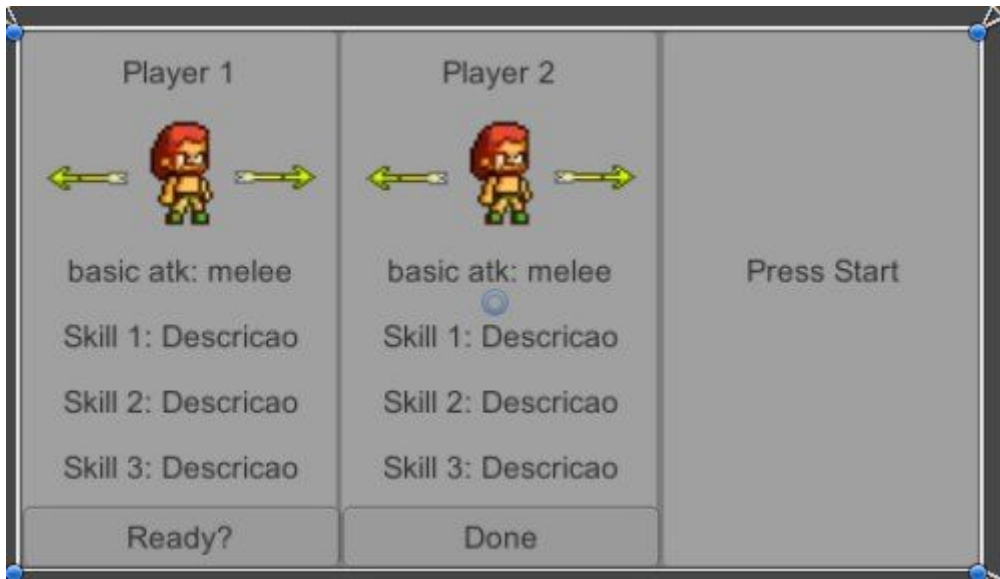 Player 1
basic atk: melee
Skill 1: Descricao
Skill 2: Descricao
Skill 3: Descricao
Ready?
Player 2
basic atk: melee
Skill 1: Descricao
Skill 2: Descricao
Skill 3: Descricao
Done
Press Start